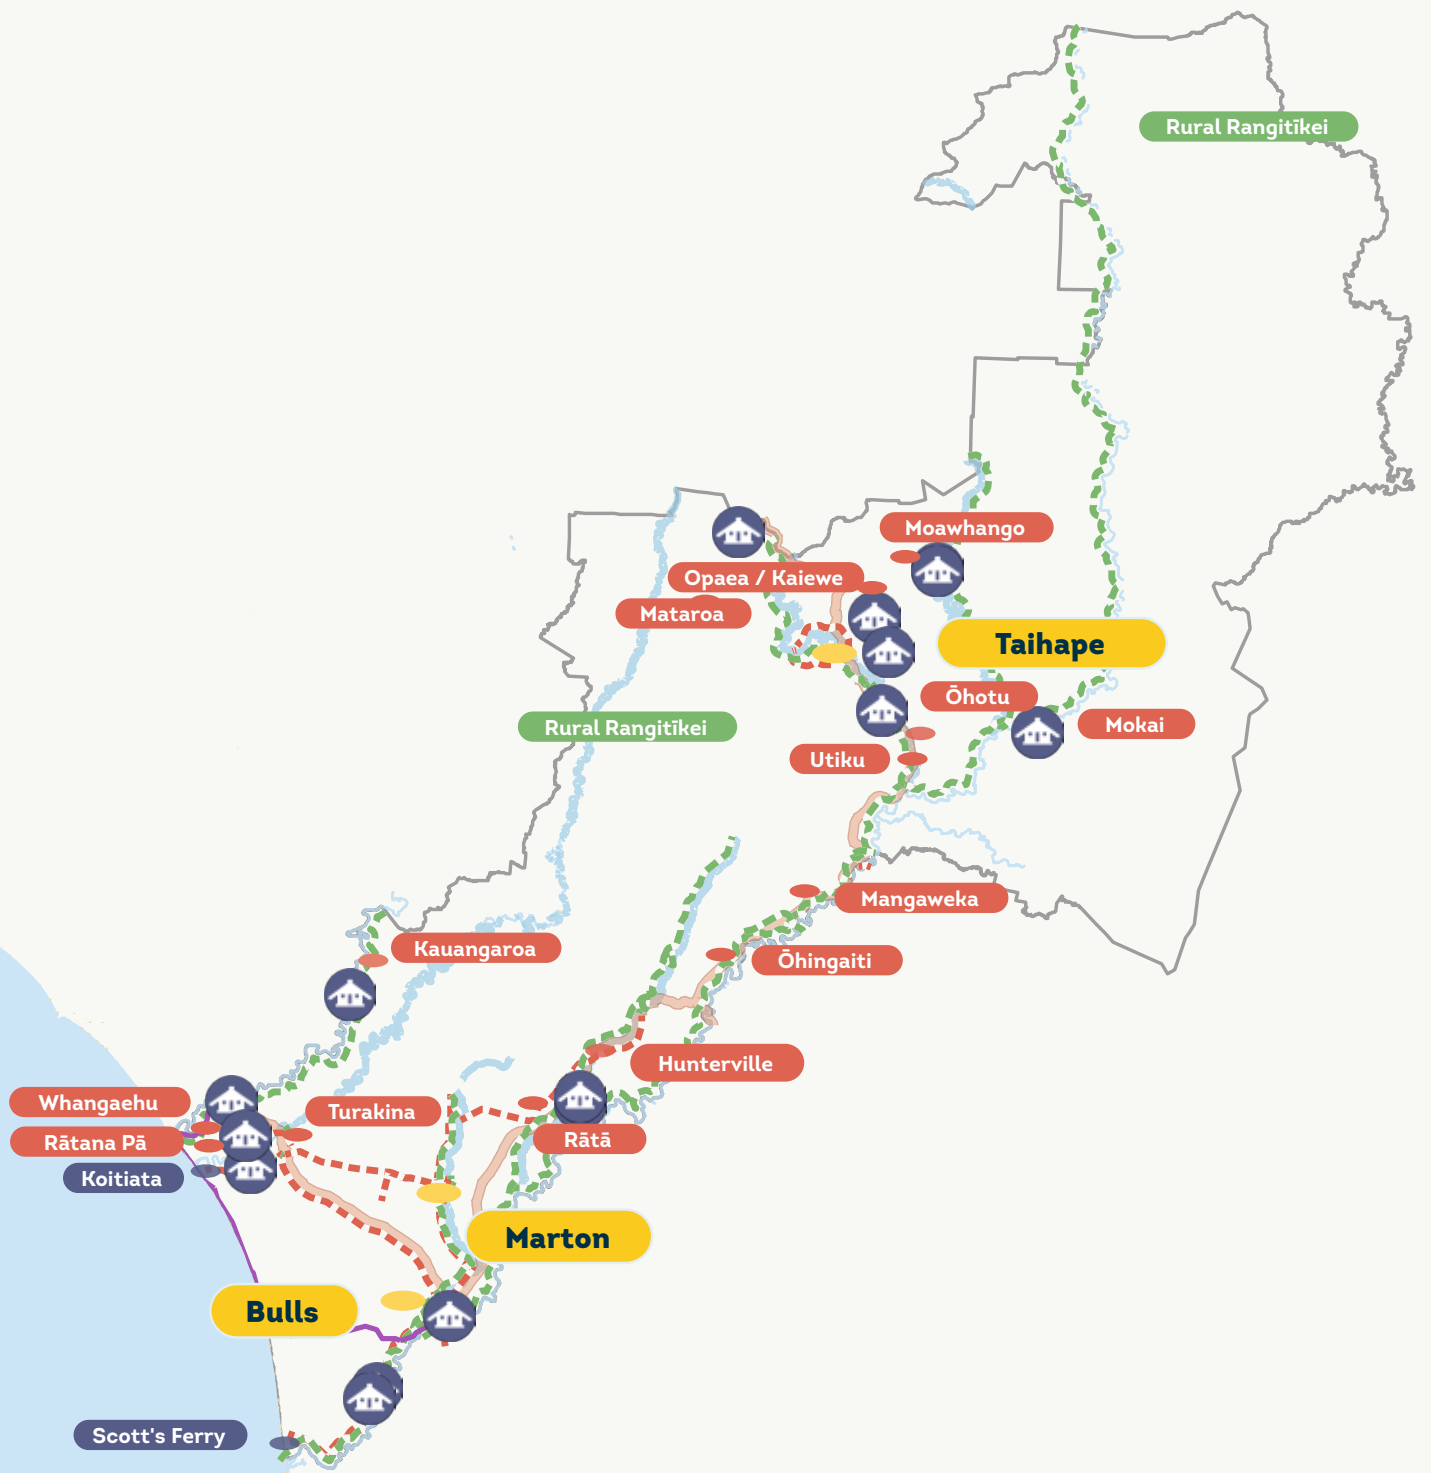 Rural Rangitīkei
Moawhango
Opaea / Kaiewe
Mataroa
Taihape
Ōhotu
Mokai
Rural Rangitīkei
Utiku
Mangaweka
Kauangaroa
Ōhingaiti
Hunterville
Whangaehu
Turakina
Rātana Pā
Rātā
Koitiata
Marton
Bulls
Scott's Ferry